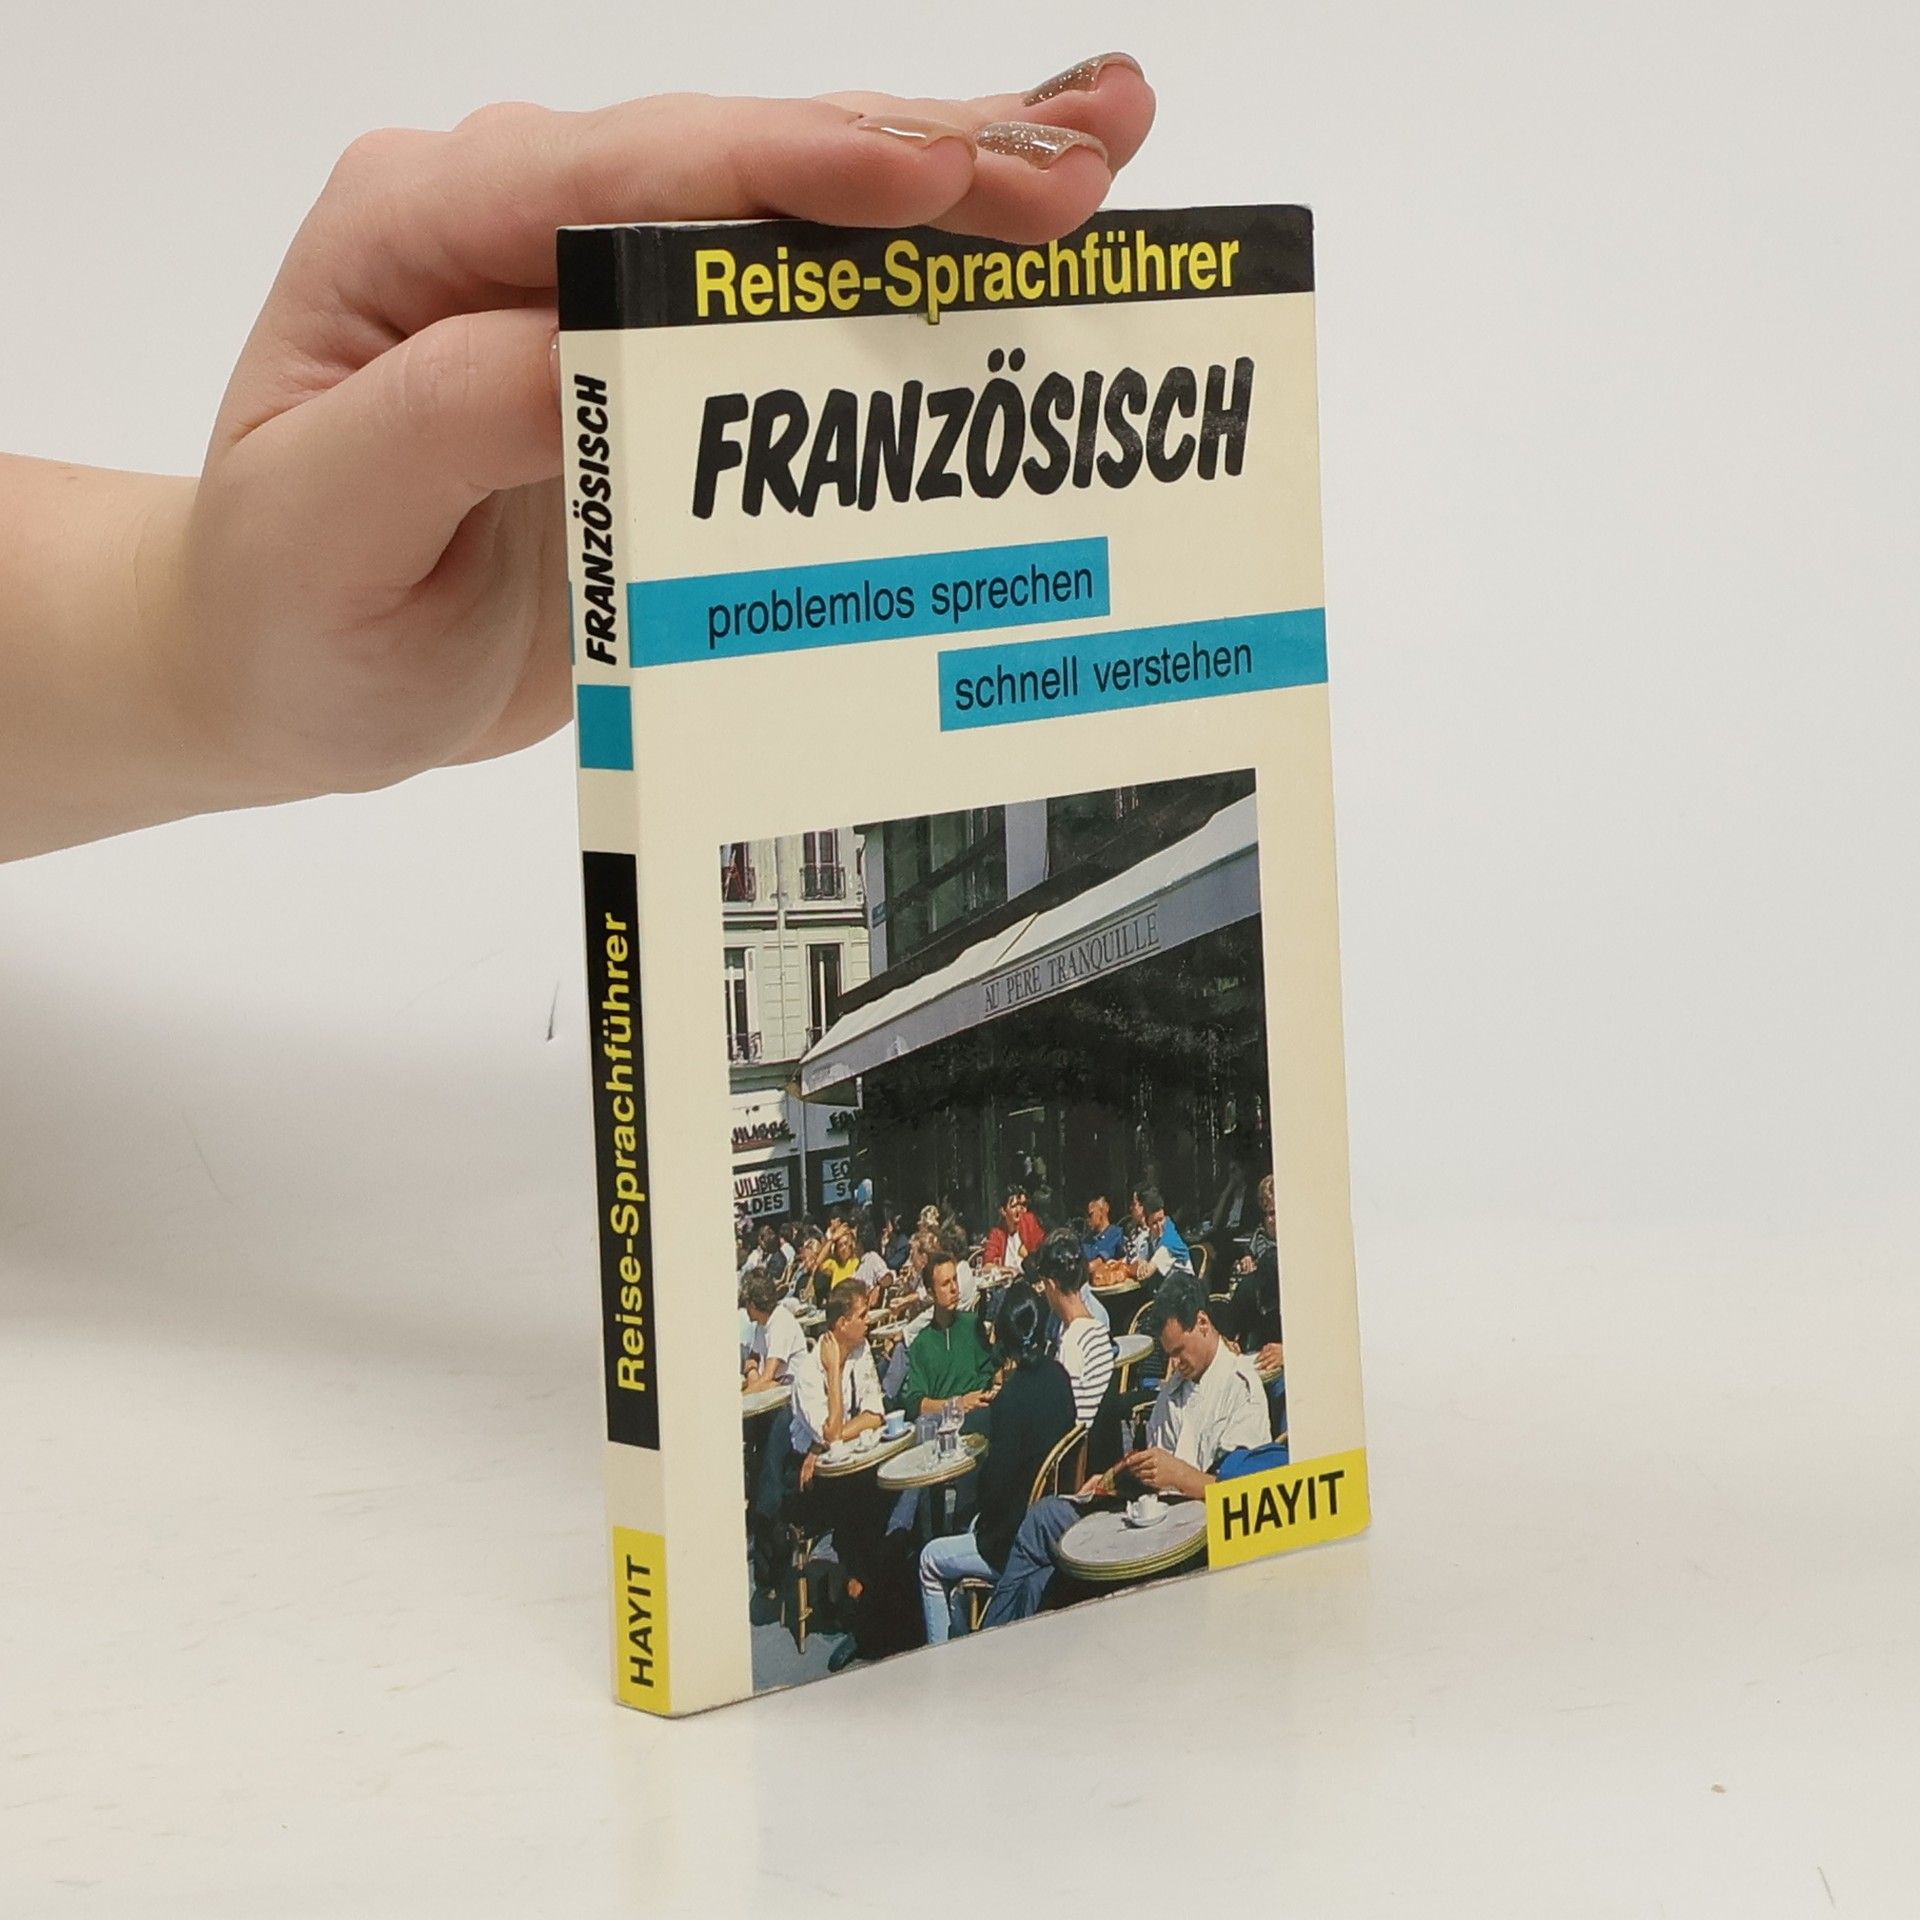 Reise-Sprachführer
FRANZÖSISCH
problemlos sprechen
schnell verstehen
AU PÈRE TRANQUILLE
HAYIT
FRANZÖSISCH
Reise-Sprachführer
HAYIT